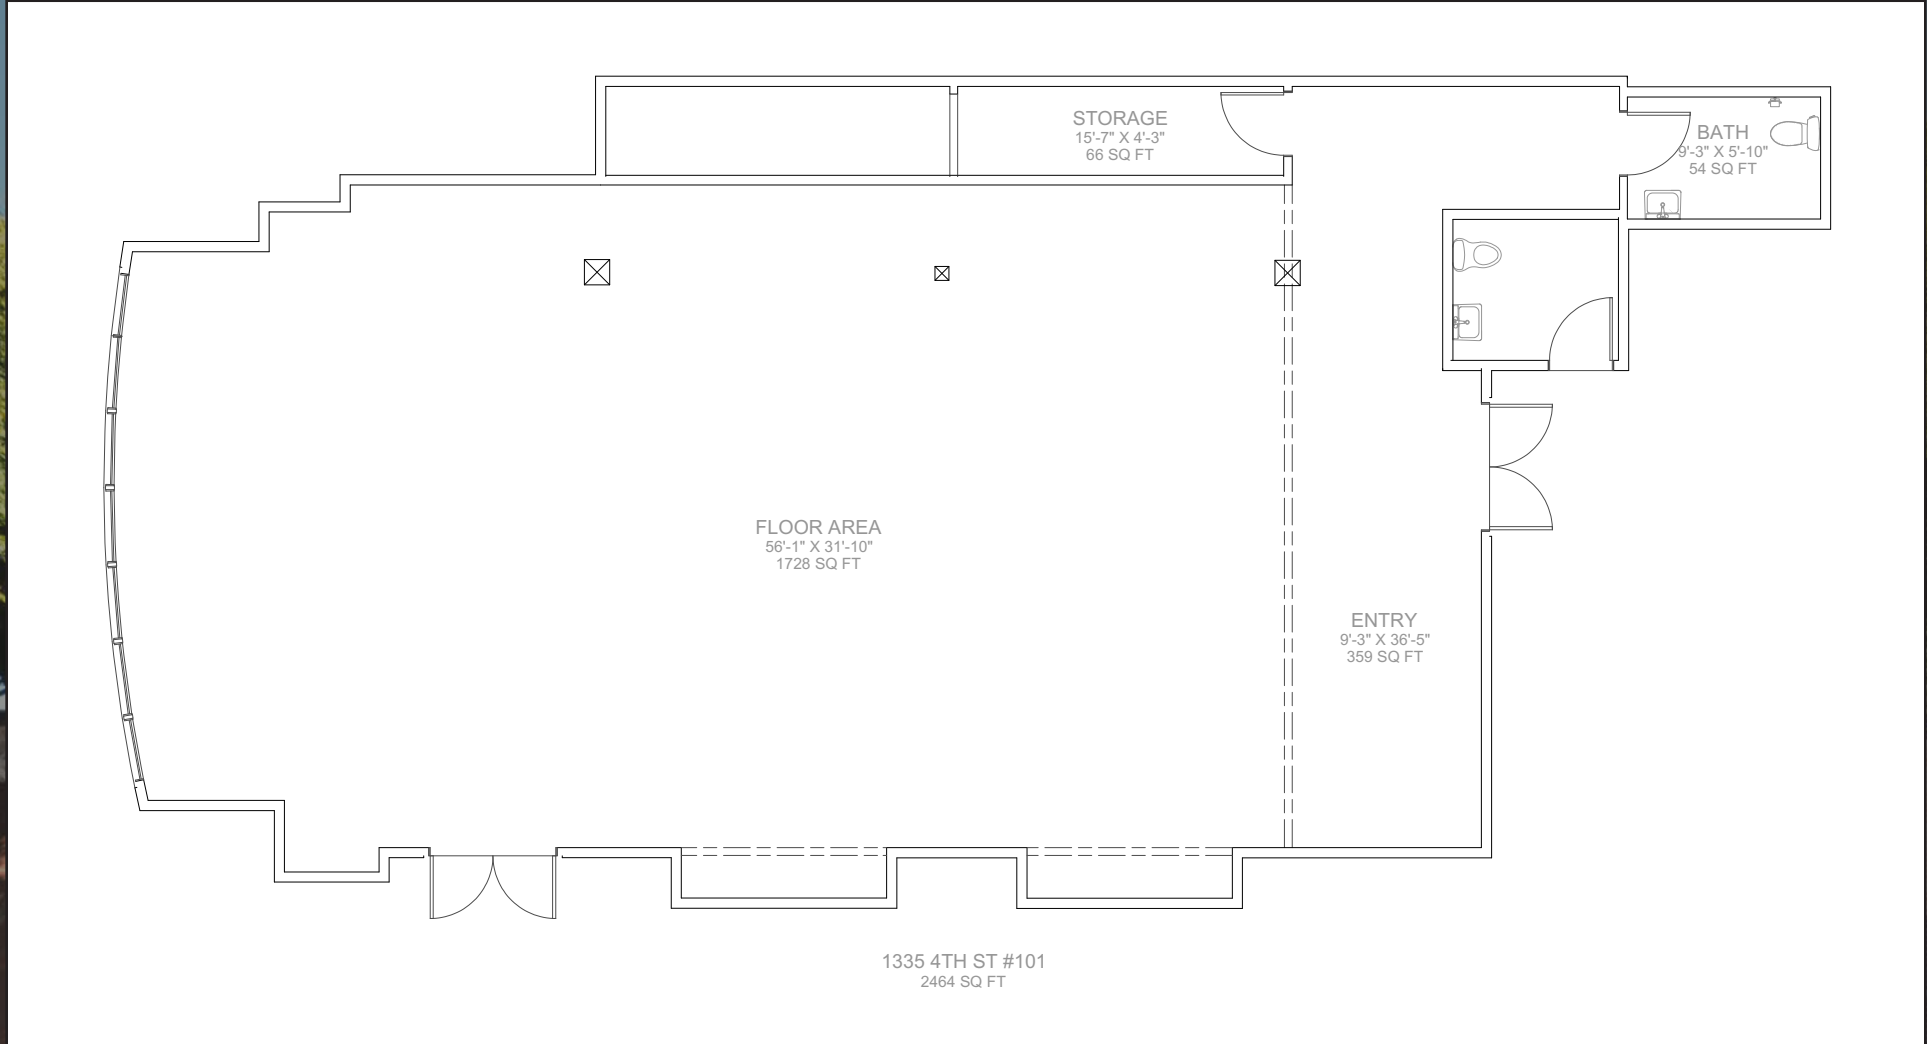 STORAGE
15'-7" X 4'-3"
66 SQ FT
BATH
9'-3" X 5'-10"
54 SQ FT
FLOOR AREA
56'-1" X 31'-10"
1728 SQ FT
ENTRY
9'-3" X 36'-5"
359 SQ FT
1335 4TH ST #101
2464 SQ FT